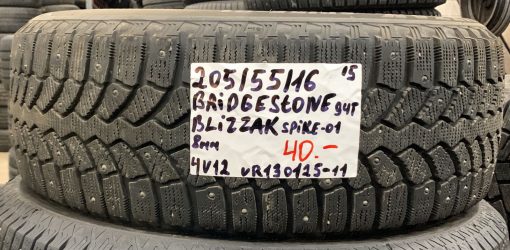 205/55/16 '15
BRiDGEStONE 94T
BLiZZAK SPiKE-01
8mm 40.-
4V12 VR130125-11